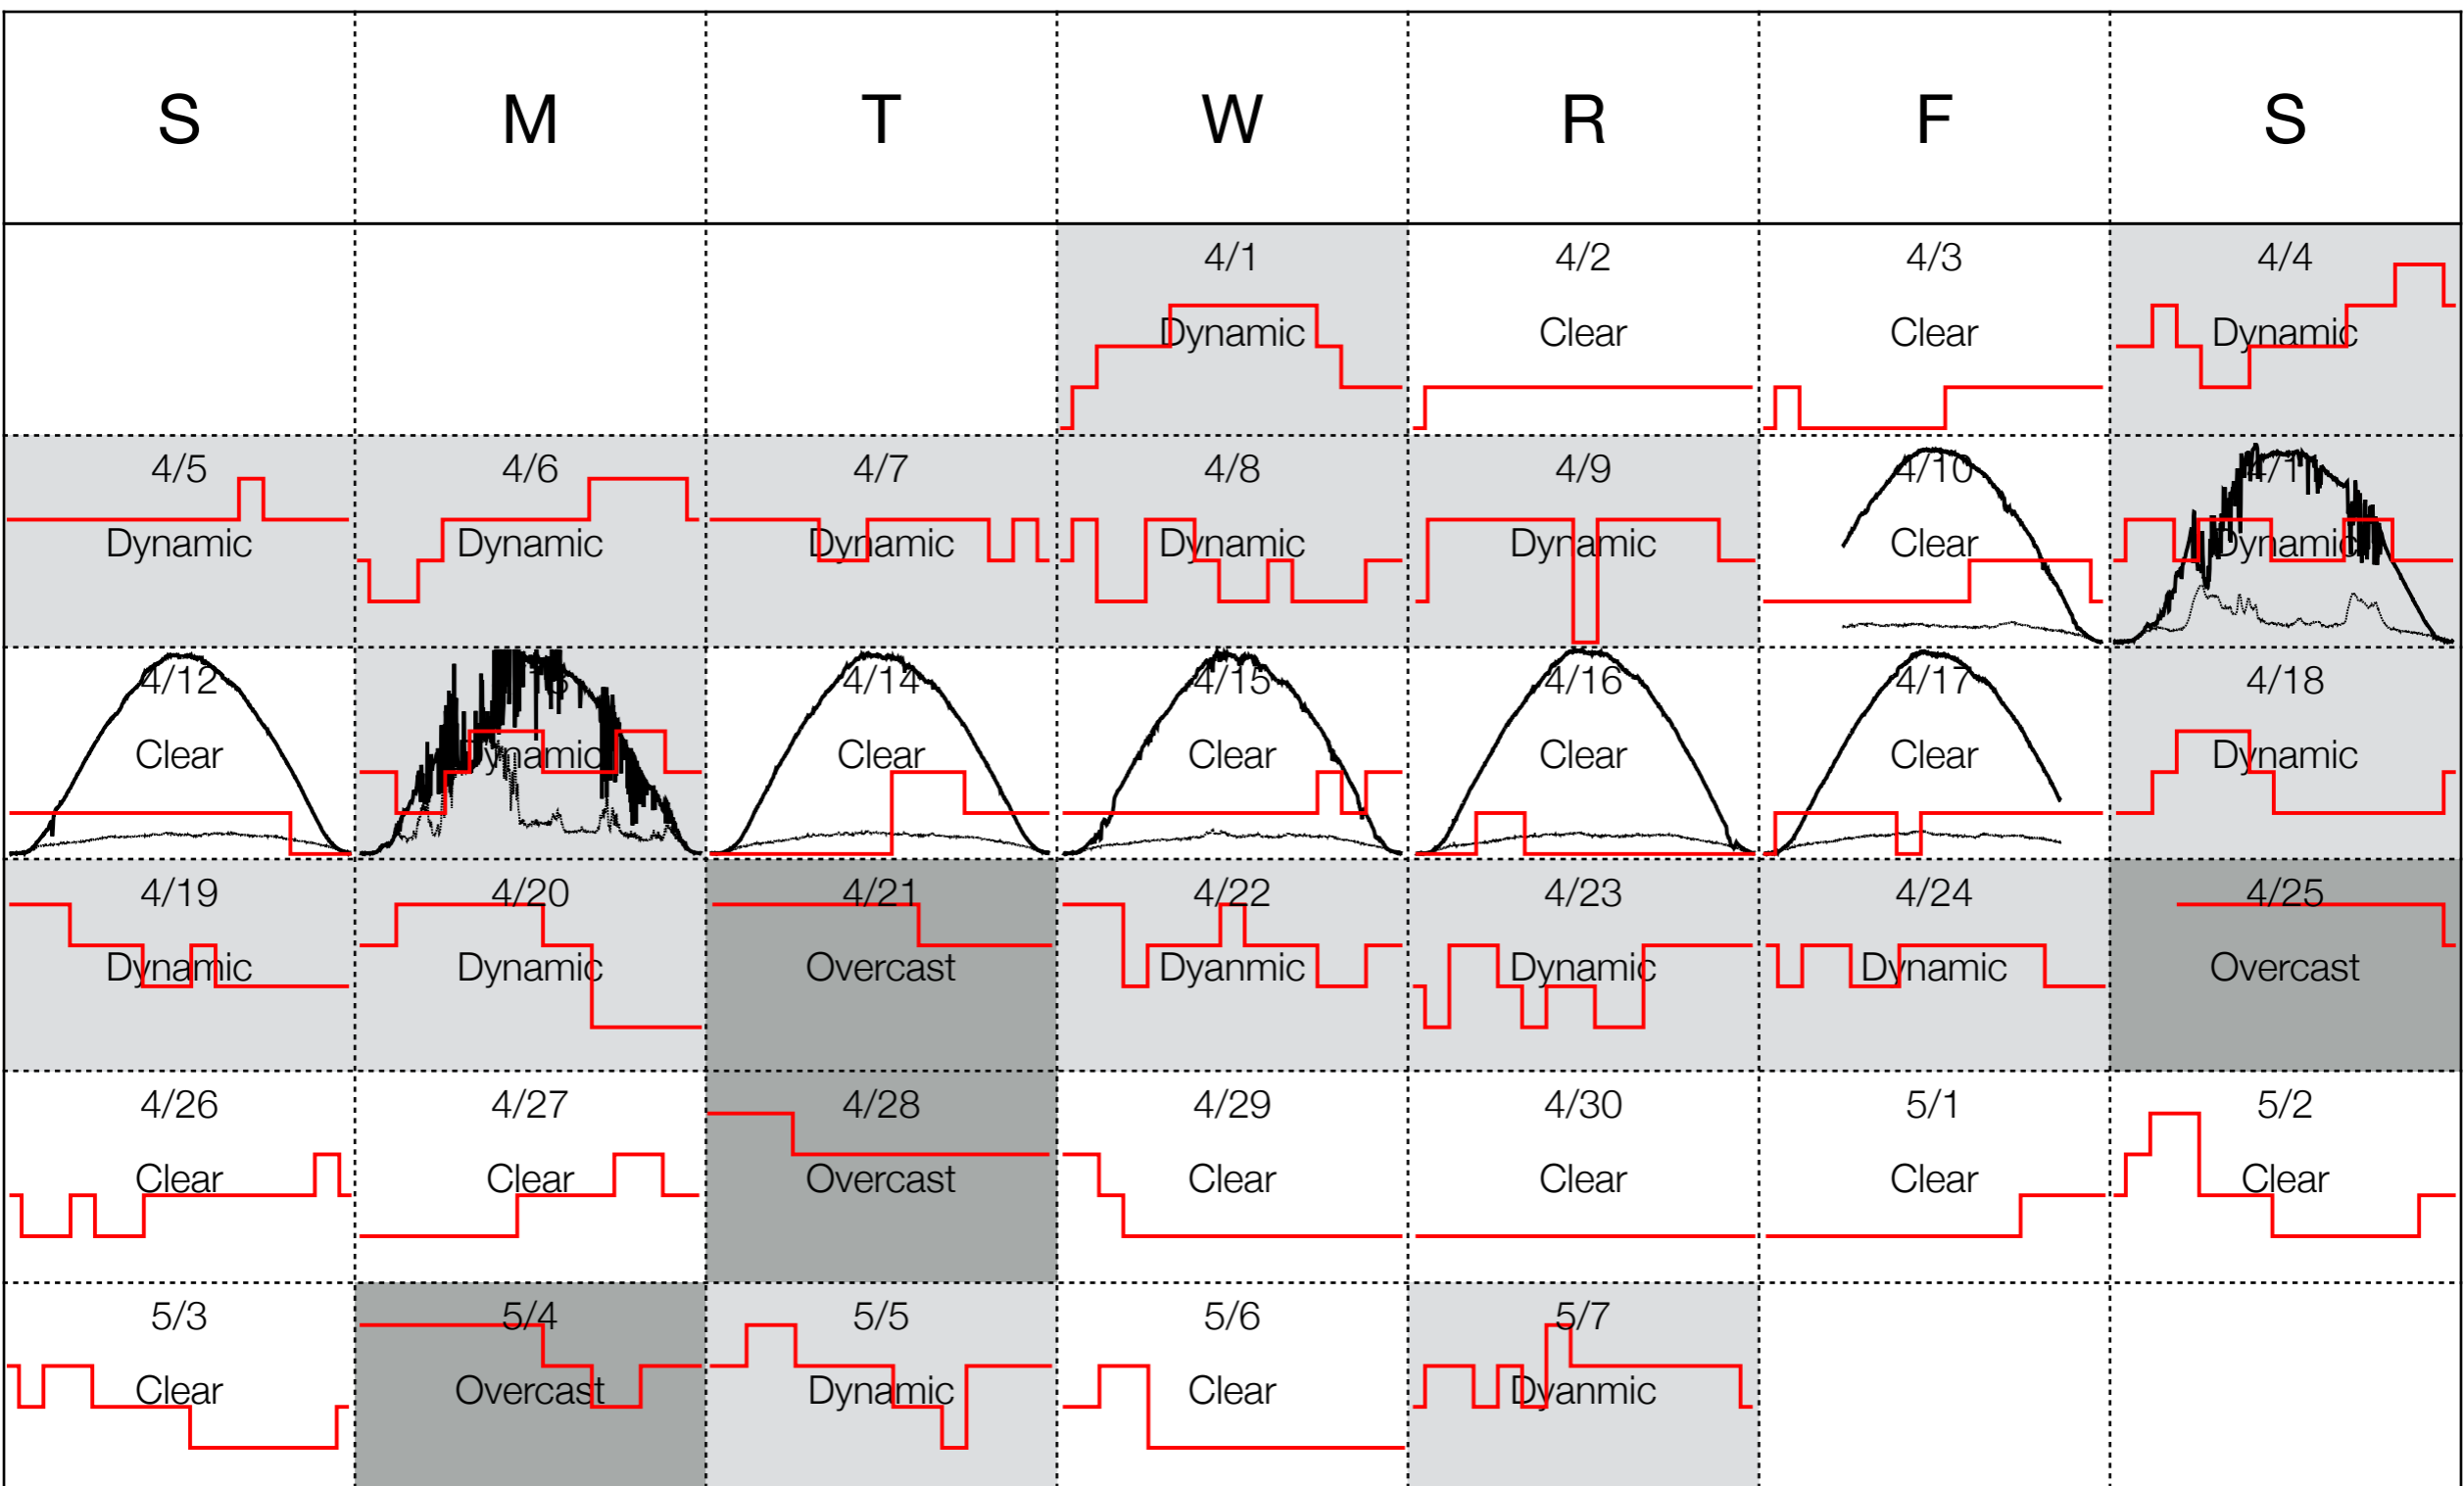 S M T W R F S
4/1 4/2 4/3 4/4
Dynamic Clear Clear Dynamic
4/5 4/6 4/7 4/8 4/9 4/10 4/11
Dynamic Dynamic Dynamic Dynamic Dynamic Clear Dynamic
4/12 4/13 4/14 4/15 4/16 4/17 4/18
Clear Dynamic Clear Clear Clear Clear Dynamic
4/19 4/20 4/21 4/22 4/23 4/24 4/25
Dynamic Dynamic Overcast Dyanmic Dynamic Dynamic Overcast
4/26 4/27 4/28 4/29 4/30 5/1 5/2
Clear Clear Overcast Clear Clear Clear Clear
5/3 5/4 5/5 5/6 5/7
Clear Overcast Dynamic Clear Dyanmic